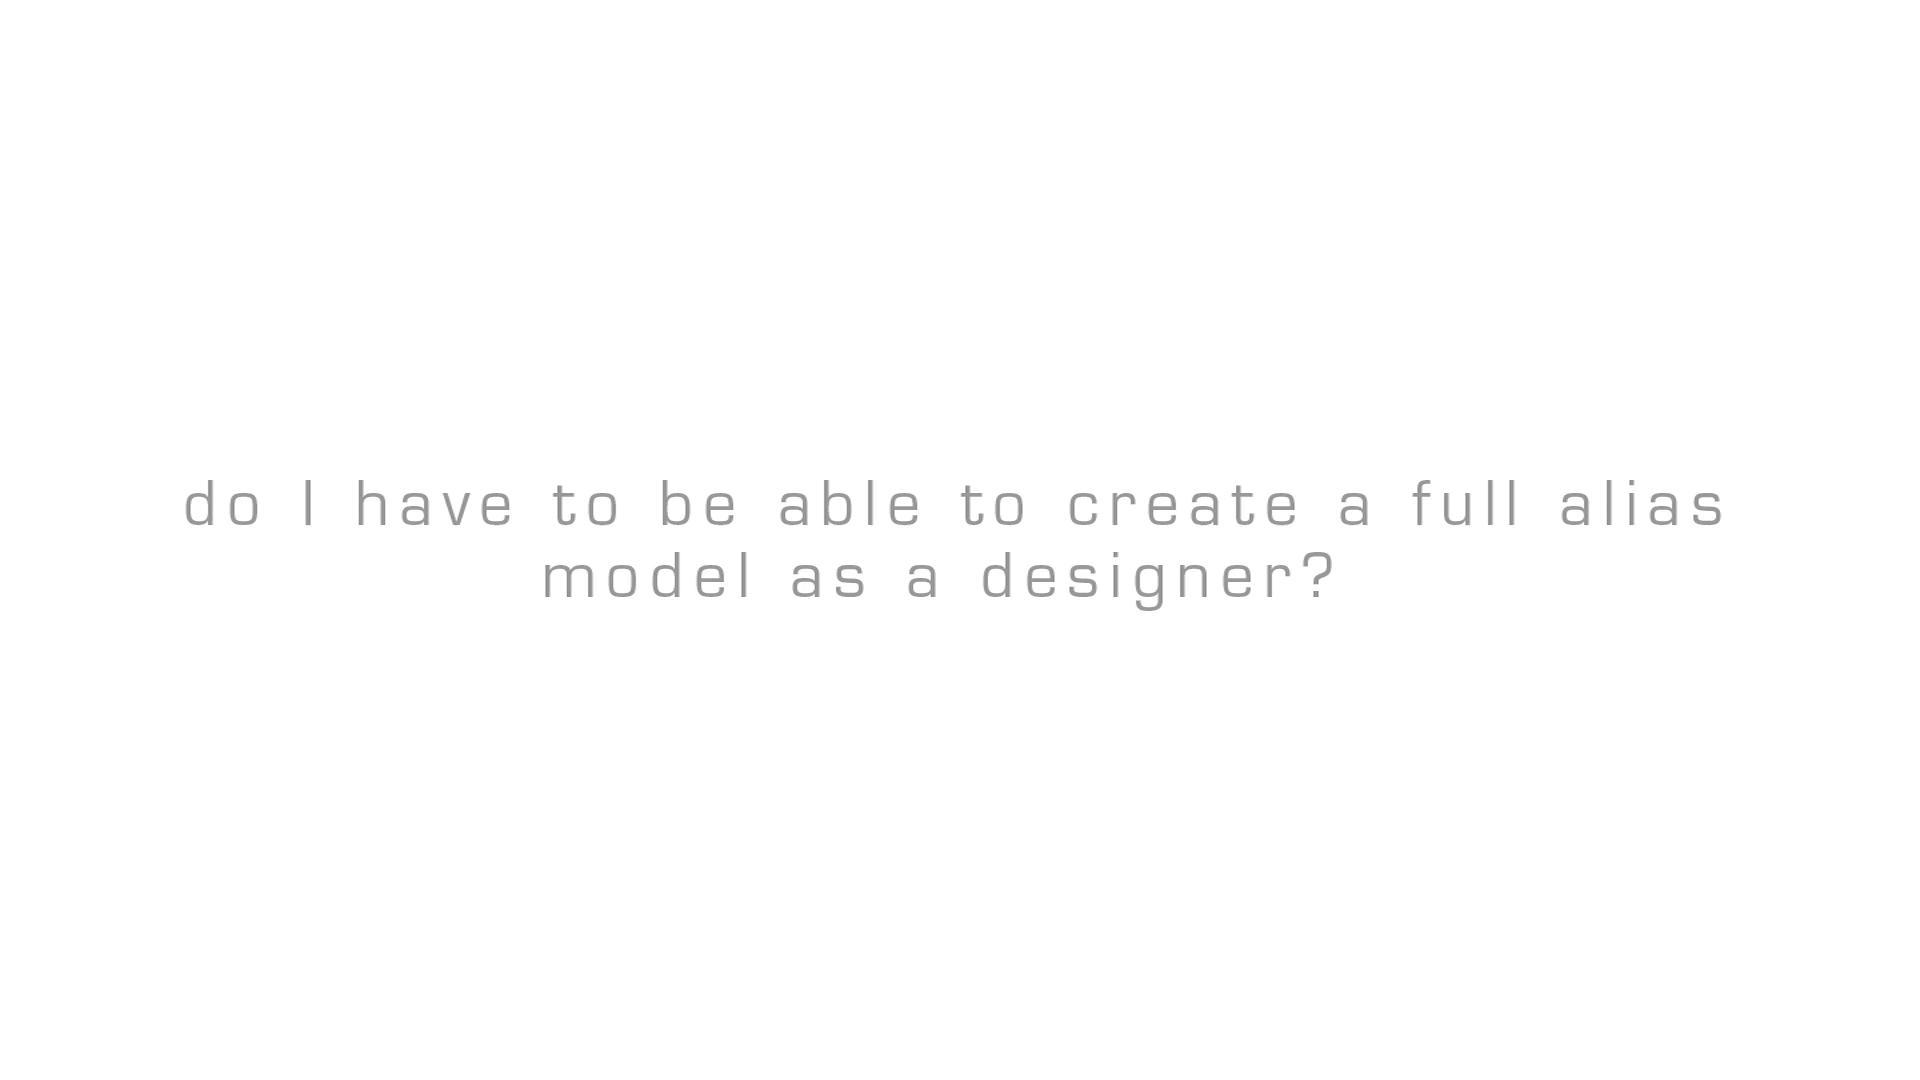 do I have to be able to create a full alias
model as a designer?